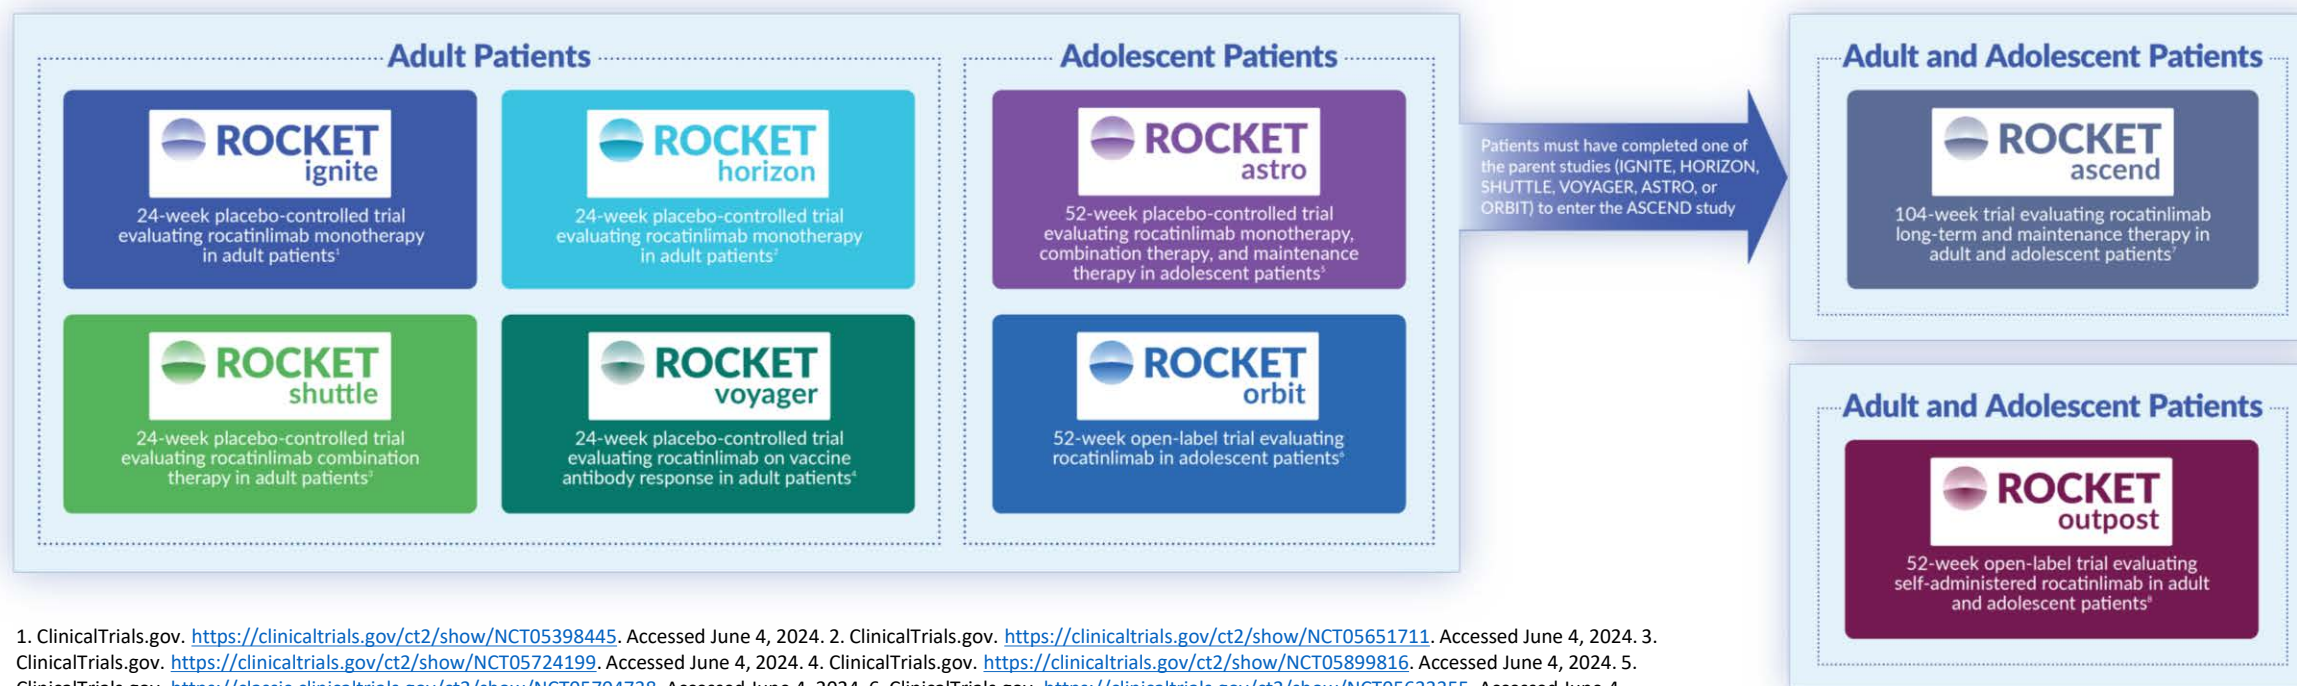 Adult Patients
ROCKET
ignite
24-week placebo-controlled trial
evaluating rocatinlimab monotherapy
in adult patients¹
ROCKET
horizon
24-week placebo-controlled trial
evaluating rocatinlimab monotherapy
in adult patients²
ROCKET
shuttle
24-week placebo-controlled trial
evaluating rocatinlimab combination
therapy in adult patients³
ROCKET
voyager
24-week placebo-controlled trial
evaluating rocatinlimab on vaccine
antibody response in adult patients⁴
Adolescent Patients
ROCKET
astro
52-week placebo-controlled trial
evaluating rocatinlimab monotherapy,
combination therapy, and maintenance
therapy in adolescent patients⁵
ROCKET
orbit
52-week open-label trial evaluating
rocatinlimab in adolescent patients⁶
Patients must have completed one of
the parent studies (IGNITE, HORIZON,
SHUTTLE, VOYAGER, ASTRO, or
ORBIT) to enter the ASCEND study
Adult and Adolescent Patients
ROCKET
ascend
104-week trial evaluating rocatinlimab
long-term and maintenance therapy in
adult and adolescent patients⁷
Adult and Adolescent Patients
ROCKET
outpost
52-week open-label trial evaluating
self-administered rocatinlimab in adult
and adolescent patients⁸
1. ClinicalTrials.gov. https://clinicaltrials.gov/ct2/show/NCT05398445. Accessed June 4, 2024. 2. ClinicalTrials.gov. https://clinicaltrials.gov/ct2/show/NCT05651711. Accessed June 4, 2024. 3.
ClinicalTrials.gov. https://clinicaltrials.gov/ct2/show/NCT05724199. Accessed June 4, 2024. 4. ClinicalTrials.gov. https://clinicaltrials.gov/ct2/show/NCT05899816. Accessed June 4, 2024. 5.